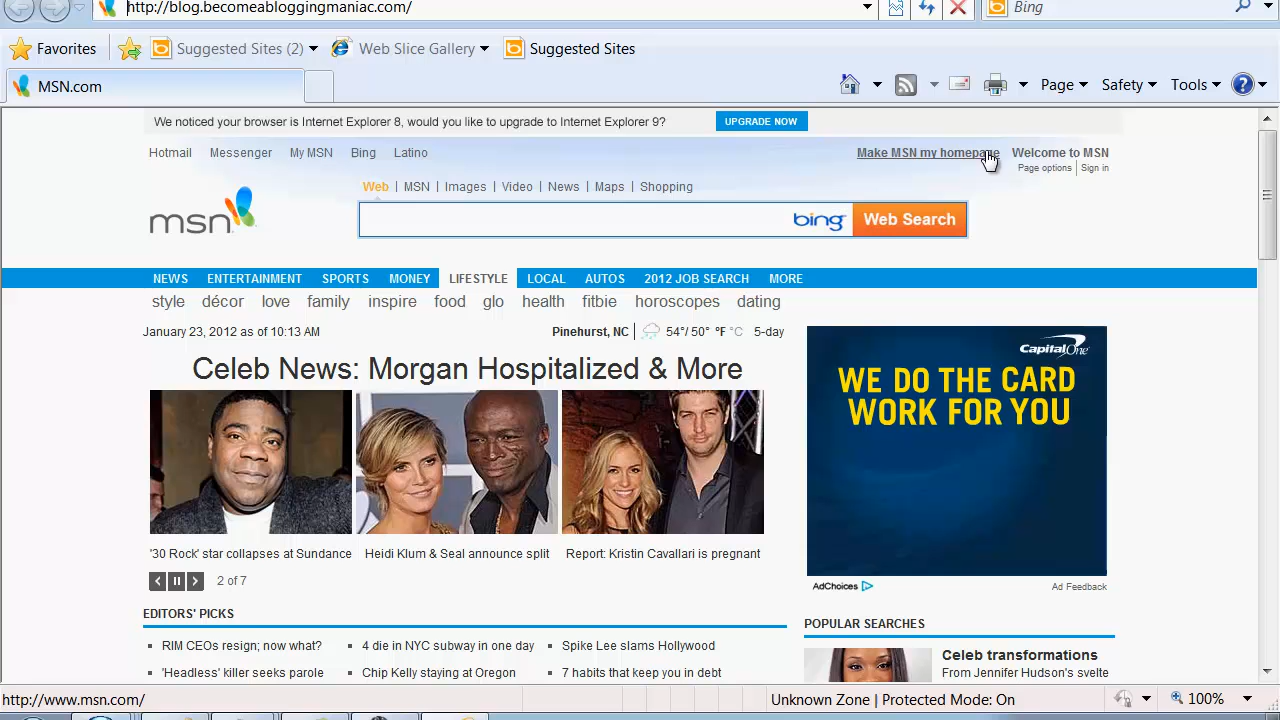 http://blog.becomeabloggingmaniac.com/
Bing
Favorites
Suggested Sites (2)
Web Slice Gallery
Suggested Sites
MSN.com
Page
Safety
Tools
We noticed your browser is Internet Explorer 8, would you like to upgrade to Internet Explorer 9?
UPGRADE NOW
Hotmail Messenger My MSN Bing Latino
Make MSN my homepage
Welcome to MSN
Page options | Sign in
Web | MSN | Images | Video | News | Maps | Shopping
msn
bing
Web Search
NEWS ENTERTAINMENT SPORTS MONEY LIFESTYLE LOCAL AUTOS 2012 JOB SEARCH MORE
style décor love family inspire food glo health fitbie horoscopes dating
January 23, 2012 as of 10:13 AM
Pinehurst, NC | 54°/ 50° °F °C 5-day
Celeb News: Morgan Hospitalized & More
'30 Rock' star collapses at Sundance
Heidi Klum & Seal announce split
Report: Kristin Cavallari is pregnant
2 of 7
Capital One
WE DO THE CARD
WORK FOR YOU
AdChoices
Ad Feedback
EDITORS' PICKS
RIM CEOs resign; now what?
4 die in NYC subway in one day
Spike Lee slams Hollywood
'Headless' killer seeks parole
Chip Kelly staying at Oregon
7 habits that keep you in debt
POPULAR SEARCHES
Celeb transformations
From Jennifer Hudson's svelte
http://www.msn.com/
Unknown Zone | Protected Mode: On
100%